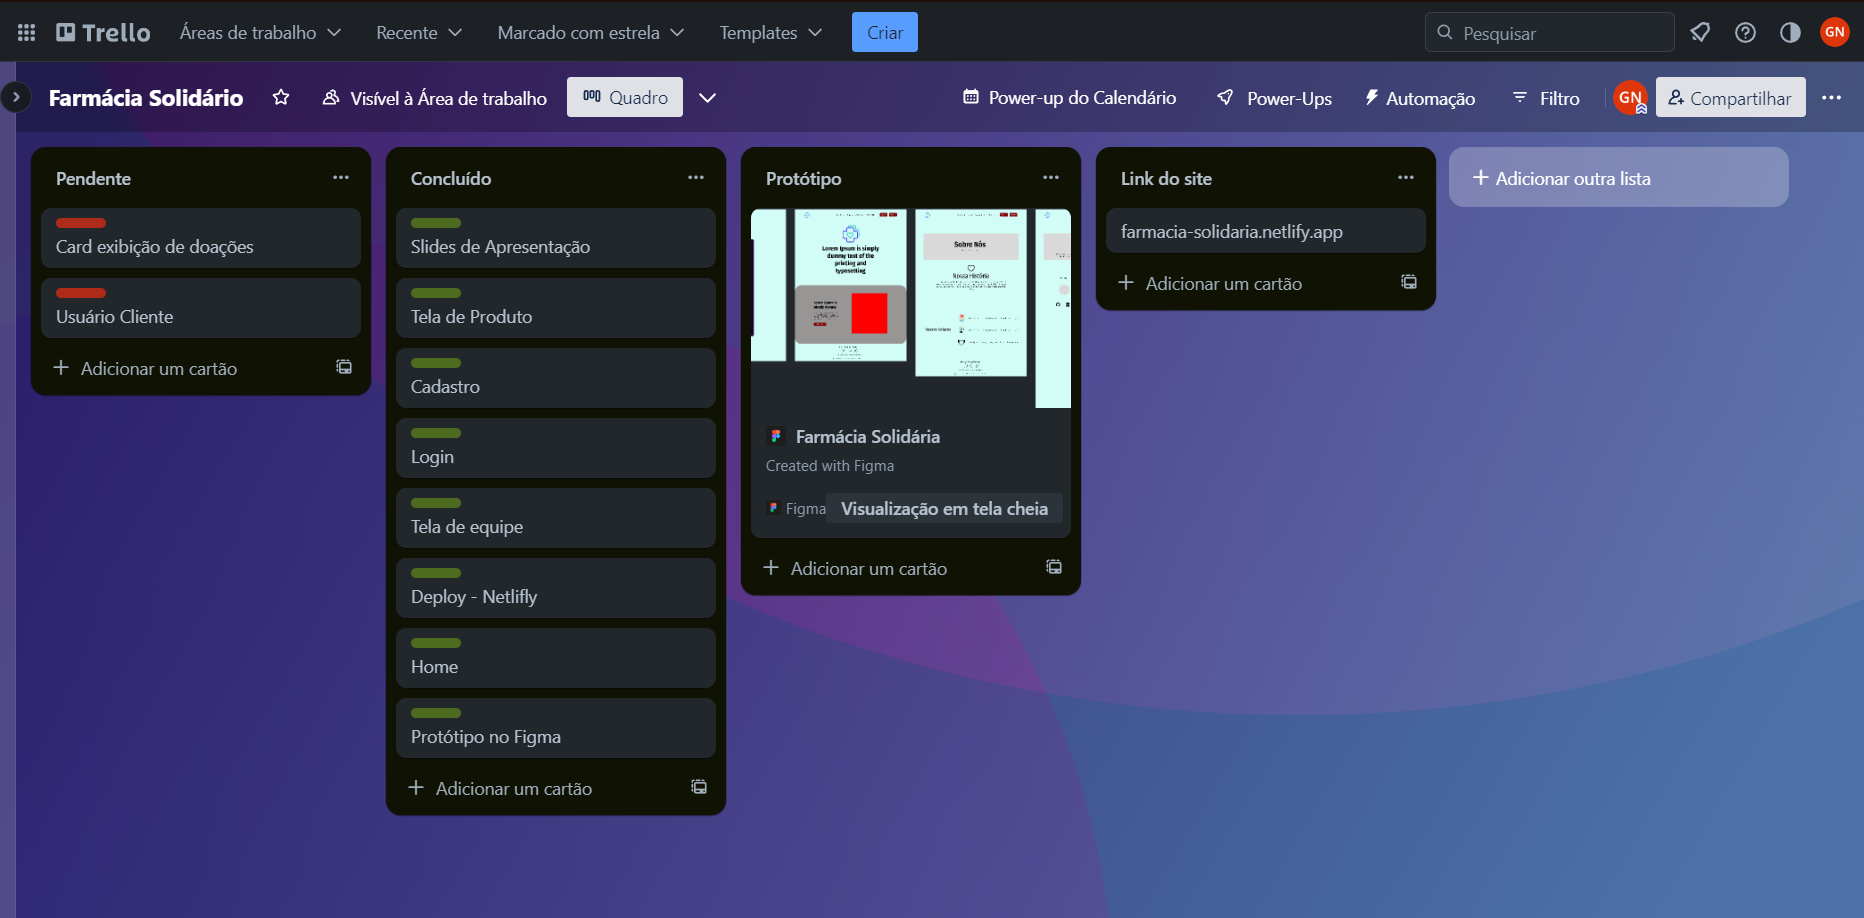 Trello
Áreas de trabalho
Recente
Marcado com estrela
Templates
Criar
Pesquisar
GN
Farmácia Solidário
Visível à Área de trabalho
Quadro
Power-up do Calendário
Power-Ups
Automação
Filtro
GN
Compartilhar
Pendente
Card exibição de doações
Usuário Cliente
Adicionar um cartão
Concluído
Slides de Apresentação
Tela de Produto
Cadastro
Login
Tela de equipe
Deploy - Netlifly
Home
Protótipo no Figma
Adicionar um cartão
Protótipo
Lorem Ipsum is simply
dummy text of the
printing and
typesetting
Sobre Nós
Nossa História
Farmácia Solidária
Created with Figma
Figma
Visualização em tela cheia
Adicionar um cartão
Link do site
farmacia-solidaria.netlify.app
Adicionar um cartão
Adicionar outra lista